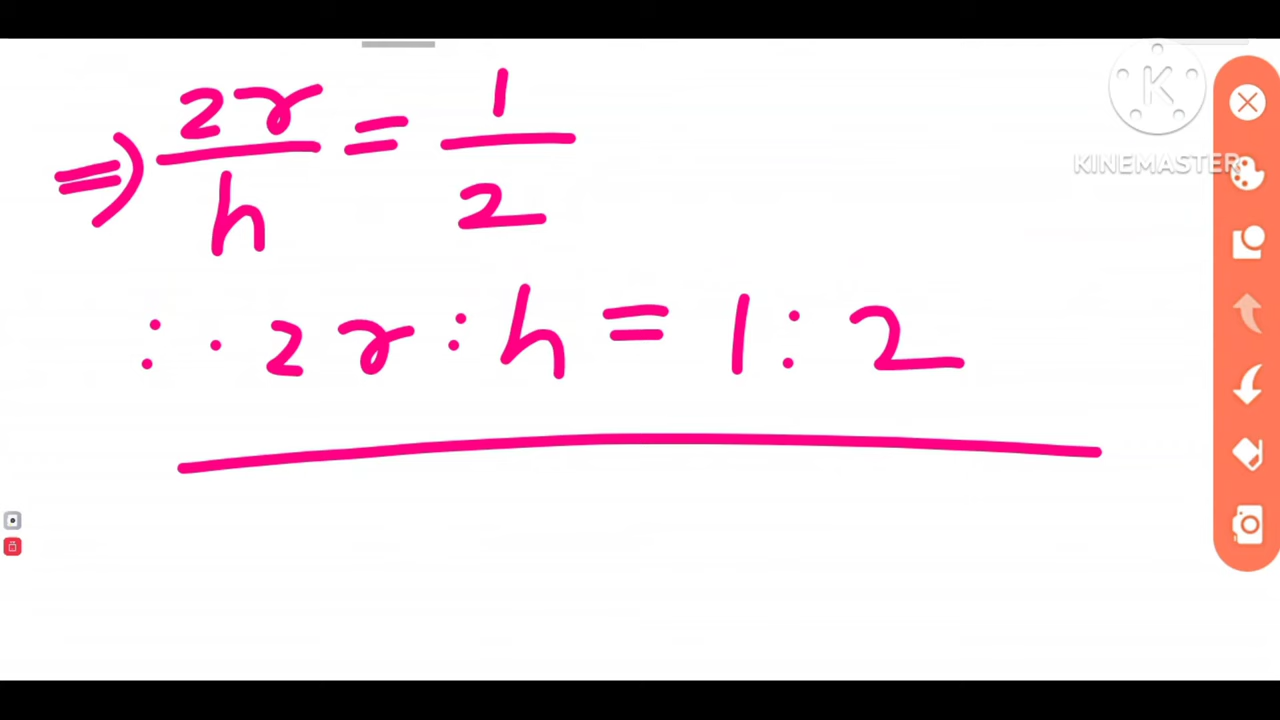 ⇒ 2r/h = 1/2
∴ 2r : h = 1 : 2
KINEMASTER